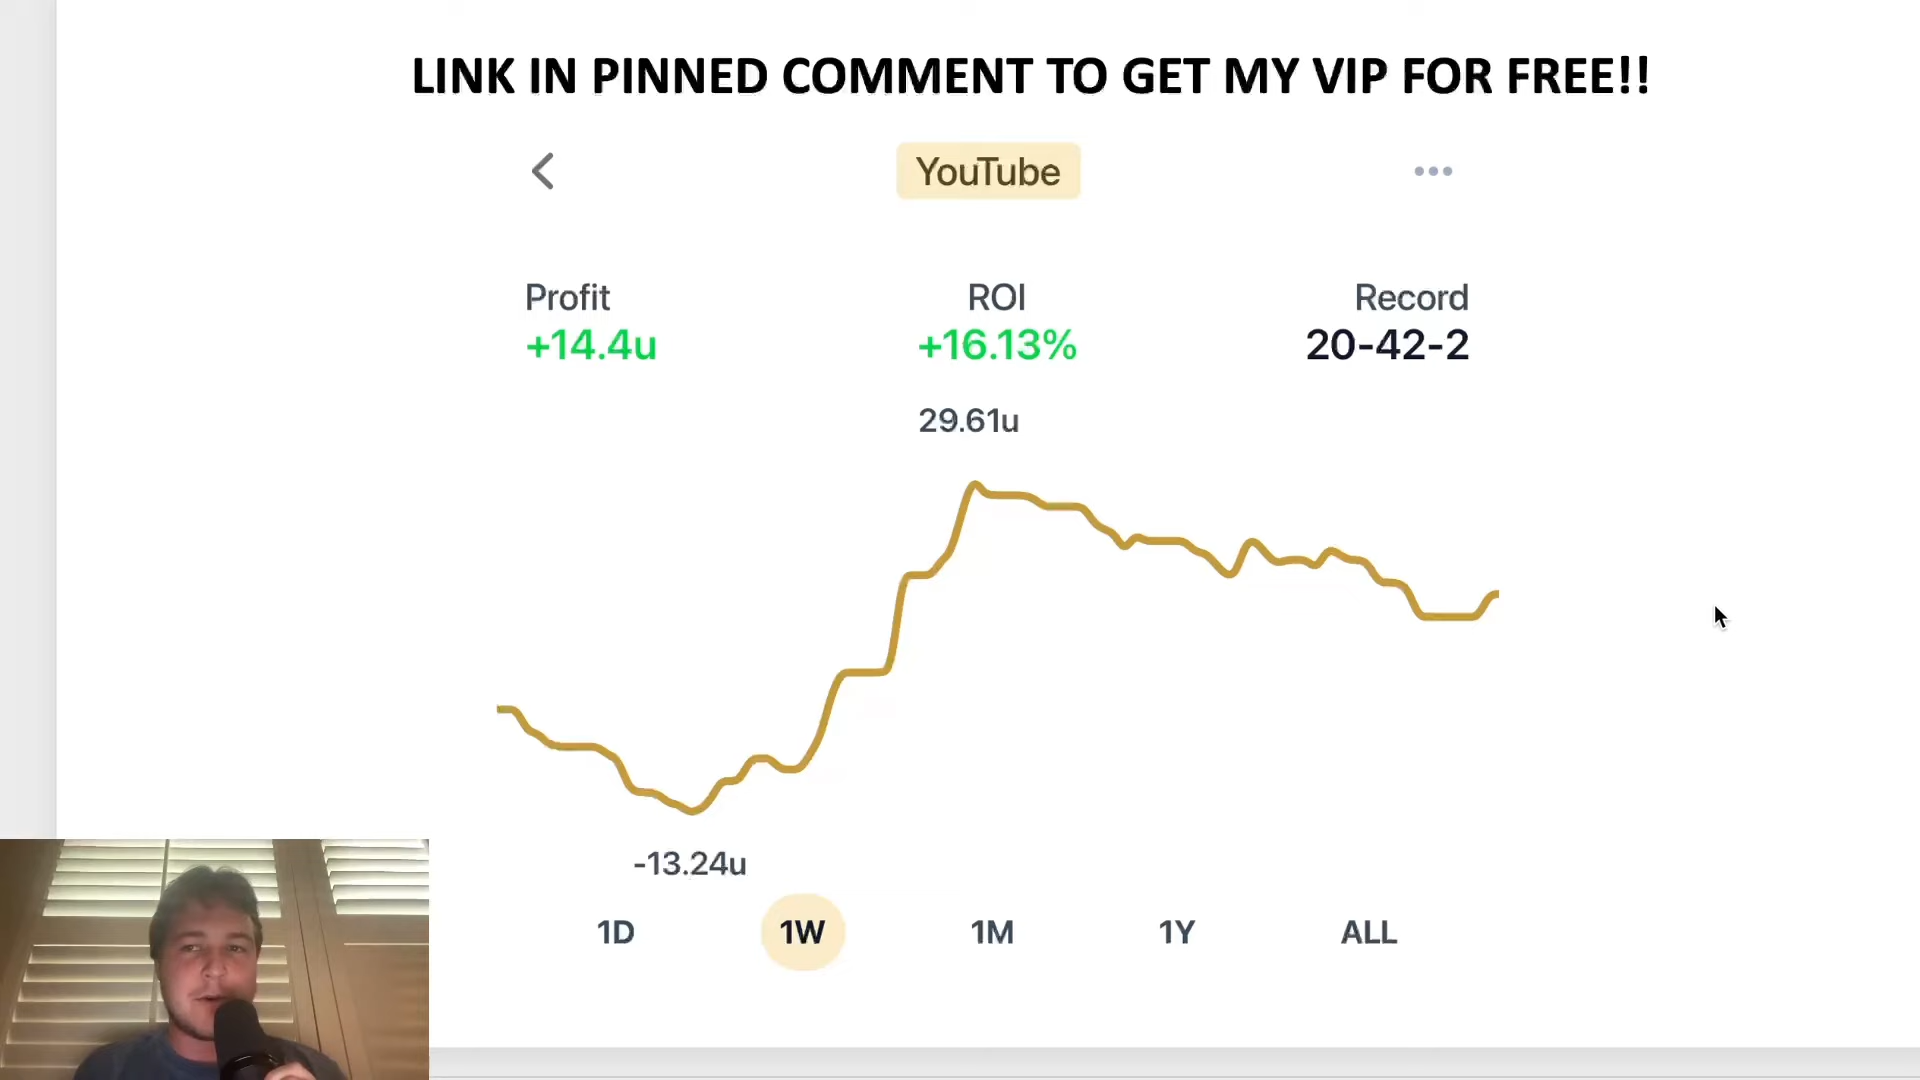 LINK IN PINNED COMMENT TO GET MY VIP FOR FREE!!
YouTube
Profit ROI Record
+14.4u +16.13% 20-42-2
29.61u
-13.24u
1D 1W 1M 1Y ALL